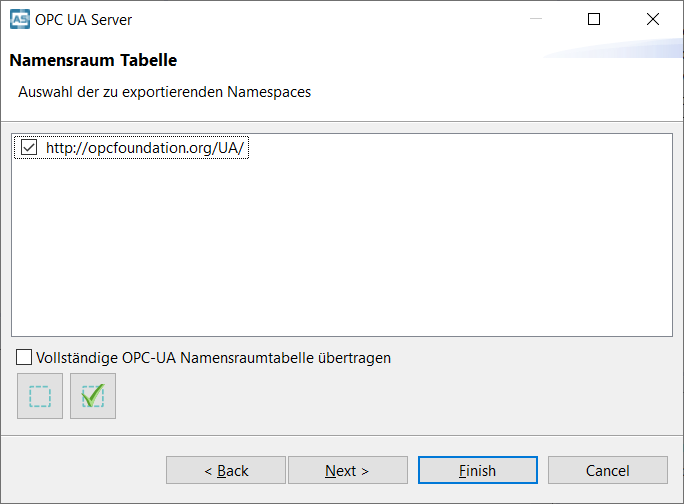 OPC UA Server
Namensraum Tabelle
Auswahl der zu exportierenden Namespaces
http://opcfoundation.org/UA/
Vollständige OPC-UA Namensraumtabelle übertragen
< Back Next > Finish Cancel